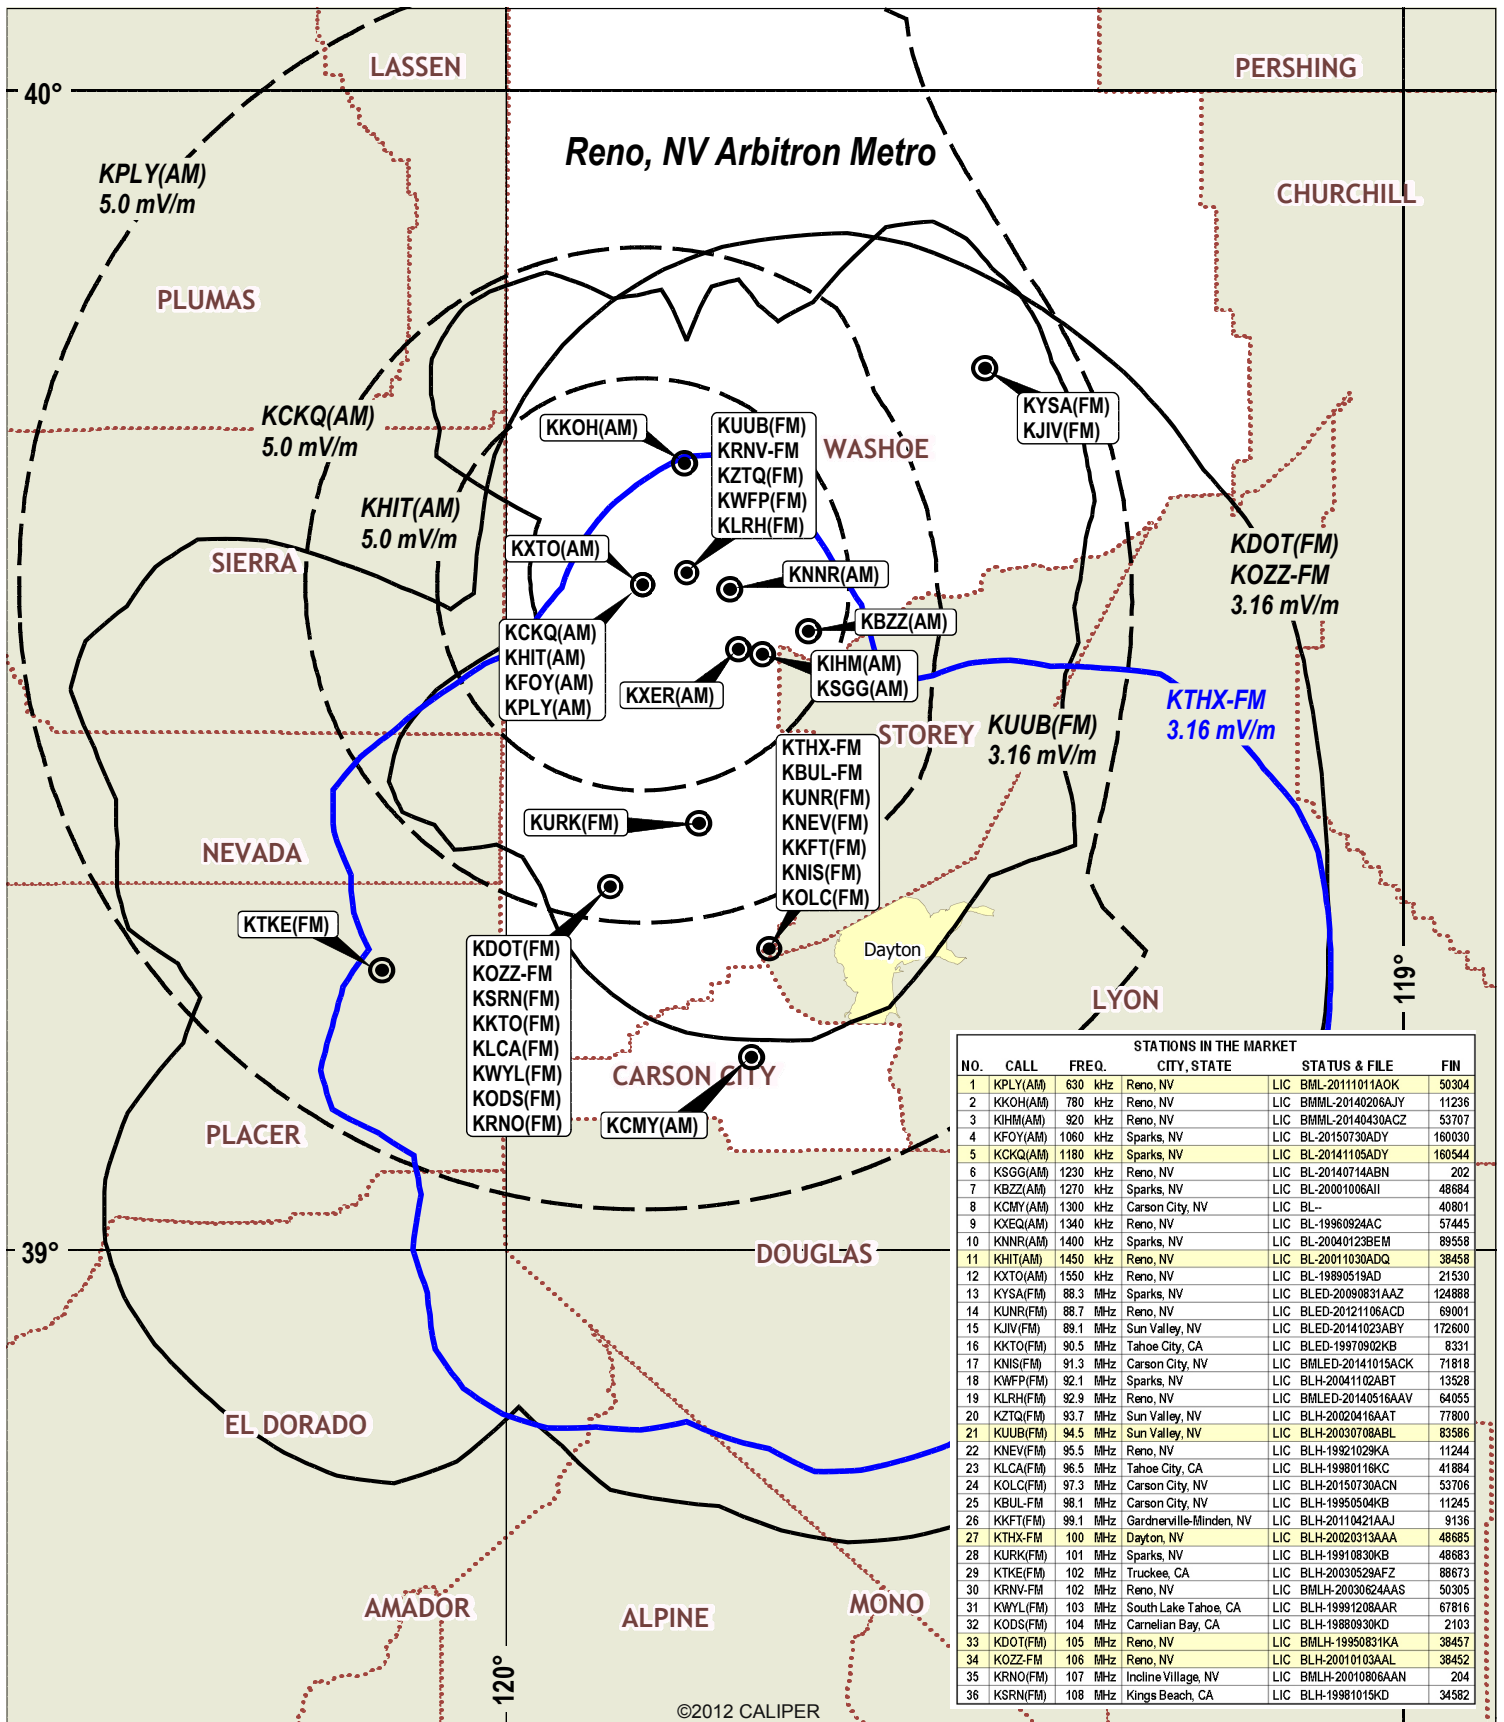 LASSEN
PERSHING
40°
Reno, NV Arbitron Metro
KPLY(AM)
5.0 mV/m
CHURCHILL
PLUMAS
KYSA(FM)
KJIV(FM)
KCKQ(AM)
5.0 mV/m
KKOH(AM)
KUUB(FM)
KRNV-FM
KZTQ(FM)
KWFP(FM)
KLRH(FM)
WASHOE
KHIT(AM)
5.0 mV/m
SIERRA
KXTO(AM)
KNNR(AM)
KDOT(FM)
KOZZ-FM
3.16 mV/m
KBZZ(AM)
KCKQ(AM)
KHIT(AM)
KFOY(AM)
KPLY(AM)
KXER(AM)
KIHM(AM)
KSGG(AM)
KTHX-FM
3.16 mV/m
KUUB(FM)
3.16 mV/m
STOREY
KTHX-FM
KBUL-FM
KUNR(FM)
KNEV(FM)
KKFT(FM)
KNIS(FM)
KOLC(FM)
KURK(FM)
NEVADA
KTKE(FM)
Dayton
KDOT(FM)
KOZZ-FM
KSRN(FM)
KKTO(FM)
KLCA(FM)
KWYL(FM)
KODS(FM)
KRNO(FM)
LYON
119°
CARSON CITY
KCMY(AM)
PLACER
39°
DOUGLAS
EL DORADO
AMADOR
ALPINE
MONO
120°
©2012 CALIPER
STATIONS IN THE MARKET
NO. CALL FREQ. CITY, STATE STATUS & FILE FIN
1 KPLY(AM) 630 kHz Reno, NV LIC BML-20111011AOK 50304
2 KKOH(AM) 780 kHz Reno, NV LIC BMML-20140206AJY 11236
3 KIHM(AM) 920 kHz Reno, NV LIC BMML-20140430ACZ 53707
4 KFOY(AM) 1060 kHz Sparks, NV LIC BL-20150730ADY 160030
5 KCKQ(AM) 1180 kHz Sparks, NV LIC BL-20141105ADY 160544
6 KSGG(AM) 1230 kHz Reno, NV LIC BL-20140714ABN 202
7 KBZZ(AM) 1270 kHz Sparks, NV LIC BL-20001006AII 48684
8 KCMY(AM) 1300 kHz Carson City, NV LIC BL-- 40801
9 KXEQ(AM) 1340 kHz Reno, NV LIC BL-19960924AC 57445
10 KNNR(AM) 1400 kHz Sparks, NV LIC BL-20040123BEM 89558
11 KHIT(AM) 1450 kHz Reno, NV LIC BL-20011030ADQ 38458
12 KXTO(AM) 1550 kHz Reno, NV LIC BL-19890519AD 21530
13 KYSA(FM) 88.3 MHz Sparks, NV LIC BLED-20090831AAZ 124888
14 KUNR(FM) 88.7 MHz Reno, NV LIC BLED-20121106ACD 69001
15 KJIV(FM) 89.1 MHz Sun Valley, NV LIC BLED-20141023ABY 172600
16 KKTO(FM) 90.5 MHz Tahoe City, CA LIC BLED-19970902KB 8331
17 KNIS(FM) 91.3 MHz Carson City, NV LIC BMLED-20141015ACK 71818
18 KWFP(FM) 92.1 MHz Sparks, NV LIC BLH-20041102ABT 13528
19 KLRH(FM) 92.9 MHz Reno, NV LIC BMLED-20140516AAV 64055
20 KZTQ(FM) 93.7 MHz Sun Valley, NV LIC BLH-20020416AAT 77800
21 KUUB(FM) 94.5 MHz Sun Valley, NV LIC BLH-20030708ABL 83586
22 KNEV(FM) 95.5 MHz Reno, NV LIC BLH-19921029KA 11244
23 KLCA(FM) 96.5 MHz Tahoe City, CA LIC BLH-19980116KC 41884
24 KOLC(FM) 97.3 MHz Carson City, NV LIC BLH-20150730ACN 53706
25 KBUL-FM 98.1 MHz Carson City, NV LIC BLH-19950504KB 11245
26 KKFT(FM) 99.1 MHz Gardnerville-Minden, NV LIC BLH-20110421AAJ 9136
27 KTHX-FM 100 MHz Dayton, NV LIC BLH-20020313AAA 48685
28 KURK(FM) 101 MHz Sparks, NV LIC BLH-19910830KB 48683
29 KTKE(FM) 102 MHz Truckee, CA LIC BLH-20030529AFZ 88673
30 KRNV-FM 102 MHz Reno, NV LIC BMLH-20030624AAS 50305
31 KWYL(FM) 103 MHz South Lake Tahoe, CA LIC BLH-19991208AAR 67816
32 KODS(FM) 104 MHz Carnelian Bay, CA LIC BLH-19880930KD 2103
33 KDOT(FM) 105 MHz Reno, NV LIC BMLH-19950831KA 38457
34 KOZZ-FM 106 MHz Reno, NV LIC BLH-20010103AAL 38452
35 KRNO(FM) 107 MHz Incline Village, NV LIC BMLH-20010806AAN 204
36 KSRN(FM) 108 MHz Kings Beach, CA LIC BLH-19981015KD 34582